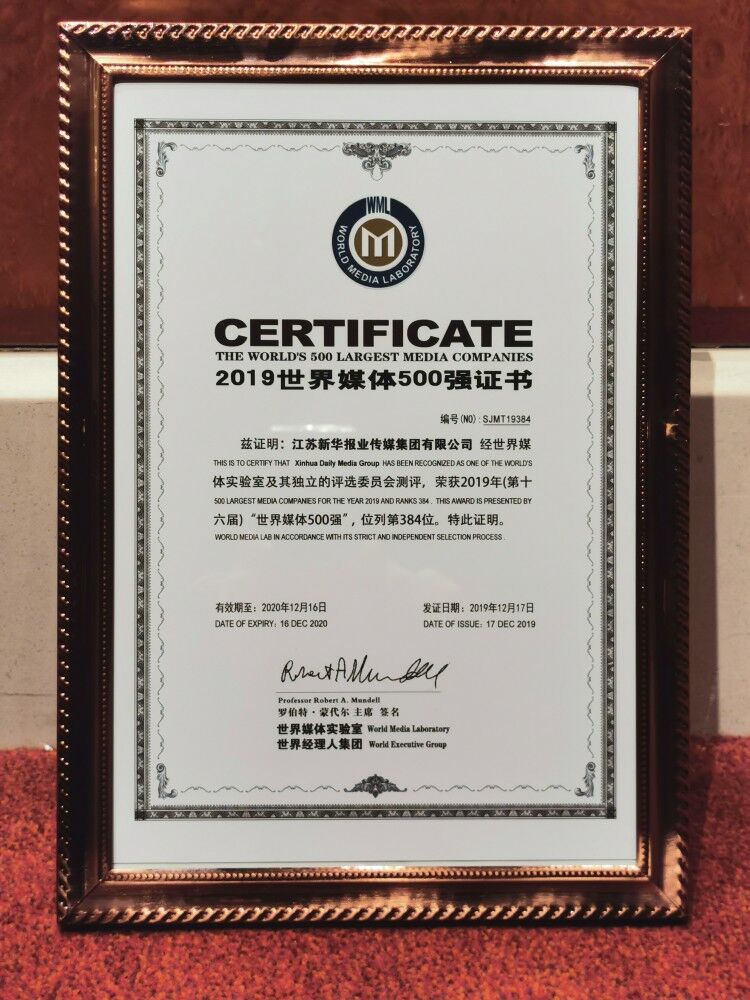 WML
WORLD MEDIA LABORATORY
M
CERTIFICATE
THE WORLD'S 500 LARGEST MEDIA COMPANIES
2019世界媒体500强证书
编号(NO): SJMT19384
兹证明：江苏新华报业传媒集团有限公司 经世界媒
THIS IS TO CERTIFY THAT Xinhua Daily Media Group HAS BEEN RECOGNIZED AS ONE OF THE WORLD'S
体实验室及其独立的评选委员会测评，荣获2019年(第十
500 LARGEST MEDIA COMPANIES FOR THE YEAR 2019 AND RANKS 384 . THIS AWARD IS PRESENTED BY
六届)“世界媒体500强”，位列第384位。特此证明。
WORLD MEDIA LAB IN ACCORDANCE WITH ITS STRICT AND INDEPENDENT SELECTION PROCESS .
有效期至：2020年12月16日 发证日期：2019年12月17日
DATE OF EXPIRY: 16 DEC 2020 DATE OF ISSUE: 17 DEC 2019
Robert A Mundell
Professor Robert A. Mundell
罗伯特·蒙代尔 主席 签名
世界媒体实验室 World Media Laboratory
世界经理人集团 World Executive Group